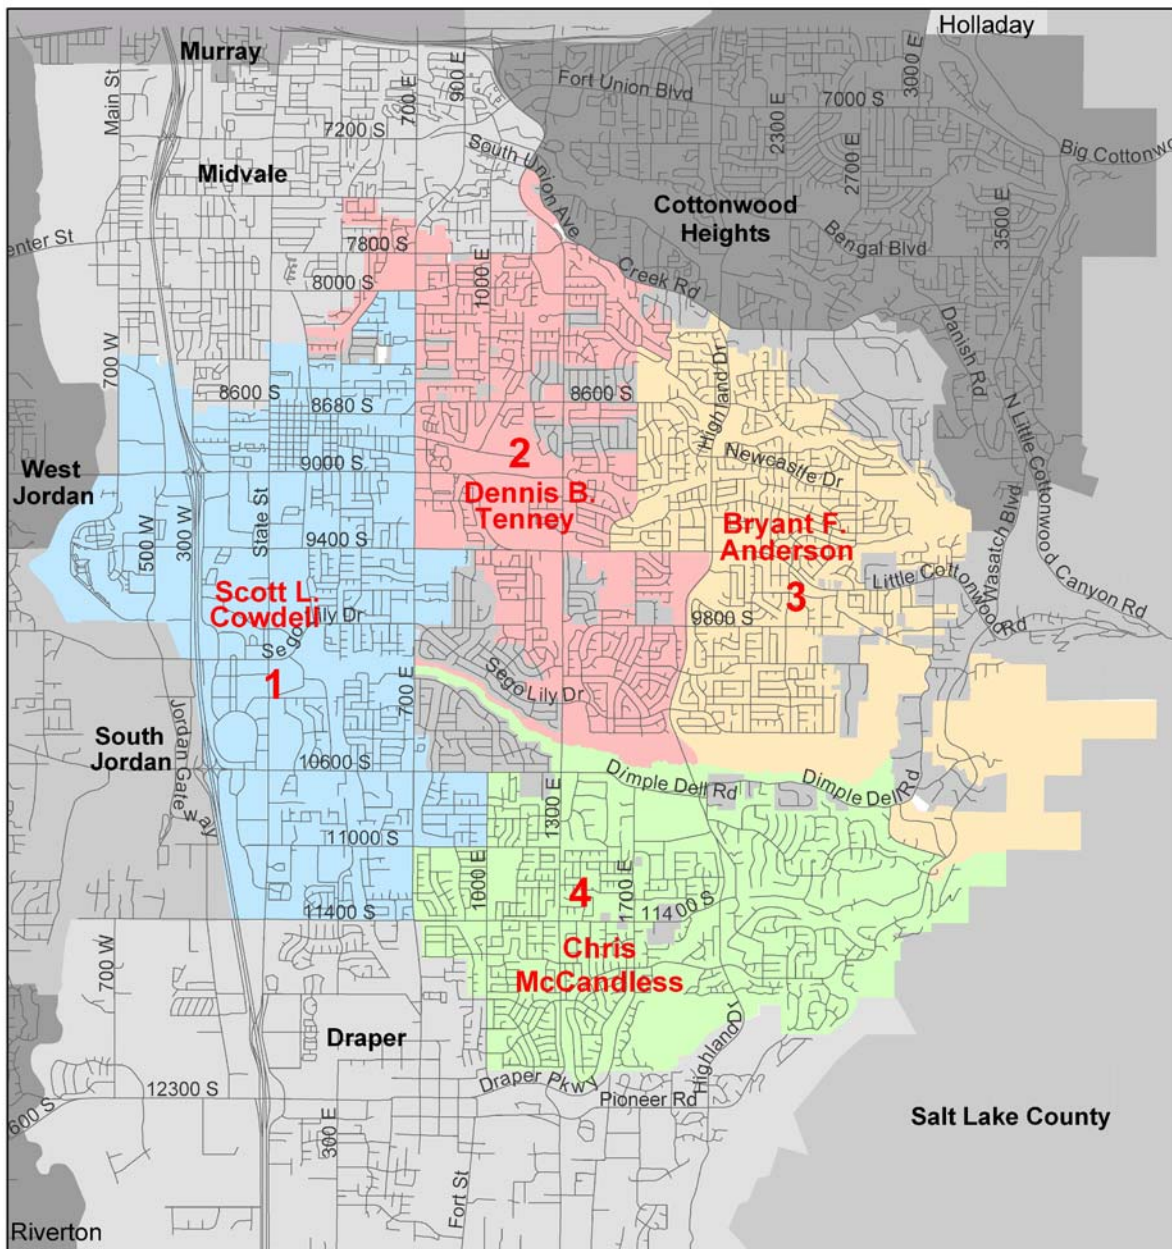 Holladay
Murray
Main St
700 E
900 E
Fort Union Blvd
3000 E
7000 S
2300 E
7200 S
2700 E
Big Cottonwo
South Union Ave
Midvale
Cottonwood
Heights
3500 E
Bengal Blvd
enter St
7800 S
1000 E
8000 S
Creek Rd
Danish Rd
700 W
Highland Dr
8600 S
8680 S
8600 S
N Little Cottonwood Canyon Rd
2
9000 S
Newcastle Dr
West
Jordan
Dennis B.
Tenney
500 W
300 W
State St
9400 S
Bryant F.
Anderson
Wasatch Blvd
Little Cottonwood Rd
Scott L.
Cowdell
3
9800 S
Sego Lily Dr
1
700 E
Sego Lily Dr
South
Jordan
Jordan Gateway
10600 S
Dimple Dell Rd
Dimple Dell Rd
1300 E
11000 S
1000 E
4
1700 E
11400 S
11400 S
Chris
McCandless
700 W
Draper
Highland Dr
12300 S
Draper Pkwy
Pioneer Rd
600 S
300 E
Salt Lake County
Fort St
Riverton